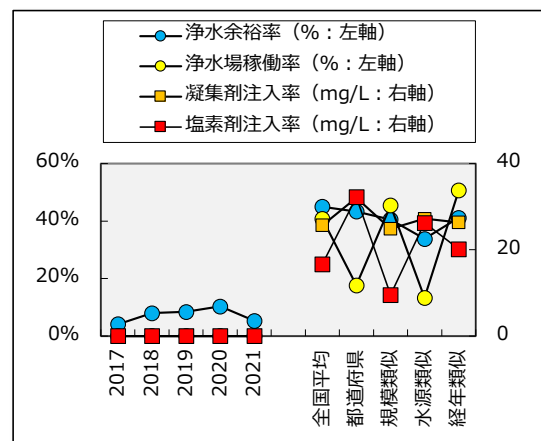 浄水余裕率（%：左軸）
浄水場稼働率（%：左軸）
凝集剤注入率（mg/L：右軸）
塩素剤注入率（mg/L：右軸）
60%
40%
20%
0%
40
20
0
2017
2018
2019
2020
2021
全国平均
都道府県
規模類似
水源類似
経年類似